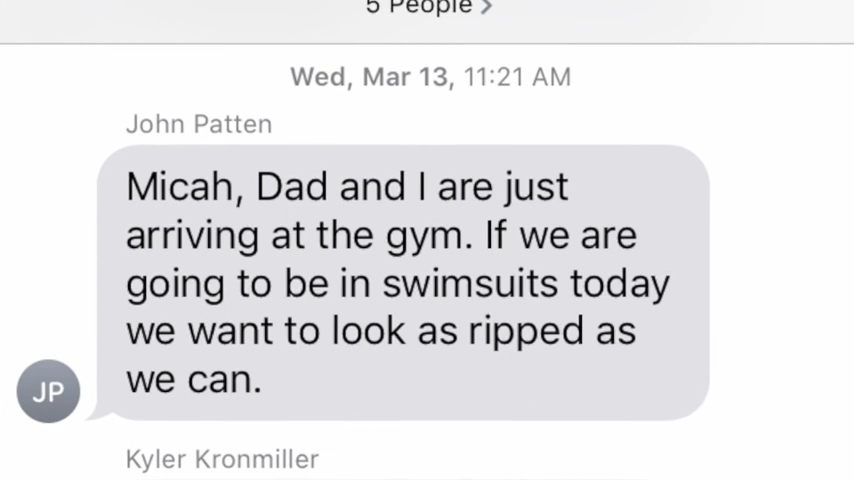 5 People >
Wed, Mar 13, 11:21 AM
John Patten
Micah, Dad and I are just
arriving at the gym. If we are
going to be in swimsuits today
we want to look as ripped as
we can.
JP
Kyler Kronmiller